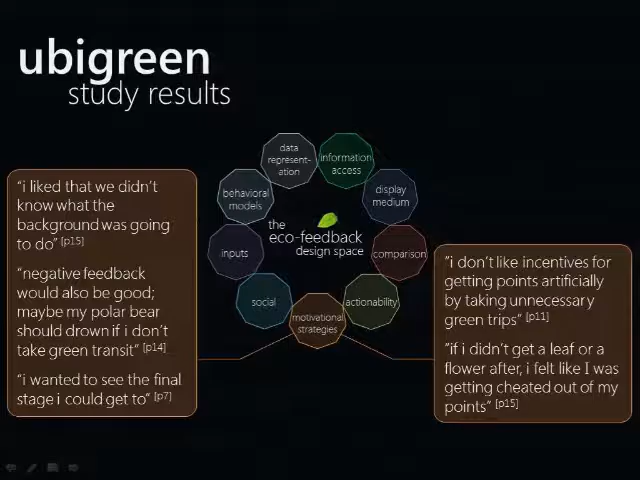 ubigreen
study results
data
represent-
ation
information
access
behavioral
models
display
medium
the
eco-feedback
design space
inputs
comparison
social
actionability
motivational
strategies
"i liked that we didn't
know what the
background was going
to do" [p15]
"negative feedback
would also be good;
maybe my polar bear
should drown if i don't
take green transit" [p14]
"i wanted to see the final
stage i could get to" [p7]
"i don't like incentives for
getting points artificially
by taking unnecessary
green trips" [p11]
"if i didn't get a leaf or a
flower after, i felt like I was
getting cheated out of my
points" [p15]